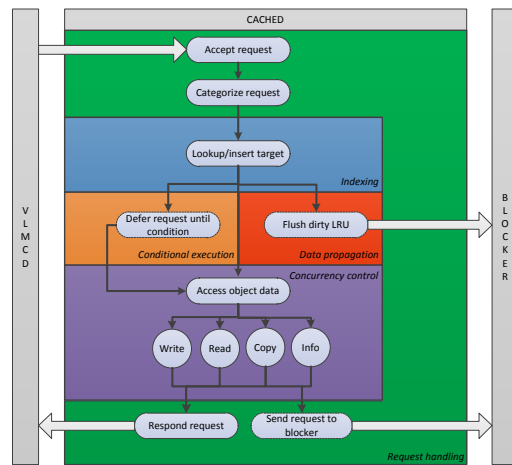 CACHED
Accept request
Categorize request
Lookup/insert target
Indexing
V
L
M
C
D
B
L
O
C
K
E
R
Defer request until
condition
Flush dirty LRU
Conditional execution
Data propagation
Concurrency control
Access object data
Write
Read
Copy
Info
Respond request
Send request to
blocker
Request handling